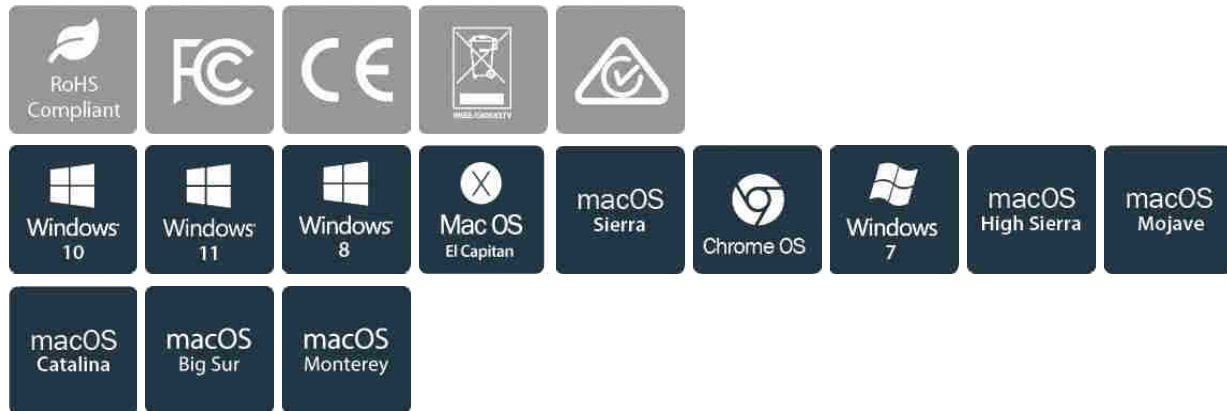 RoHS
Compliant
FC
CE
Windows
10
Windows
11
Windows
8
X
Mac OS
El Capitan
macOS
Sierra
Chrome OS
Windows
7
macOS
High Sierra
macOS
Mojave
macOS
Catalina
macOS
Big Sur
macOS
Monterey